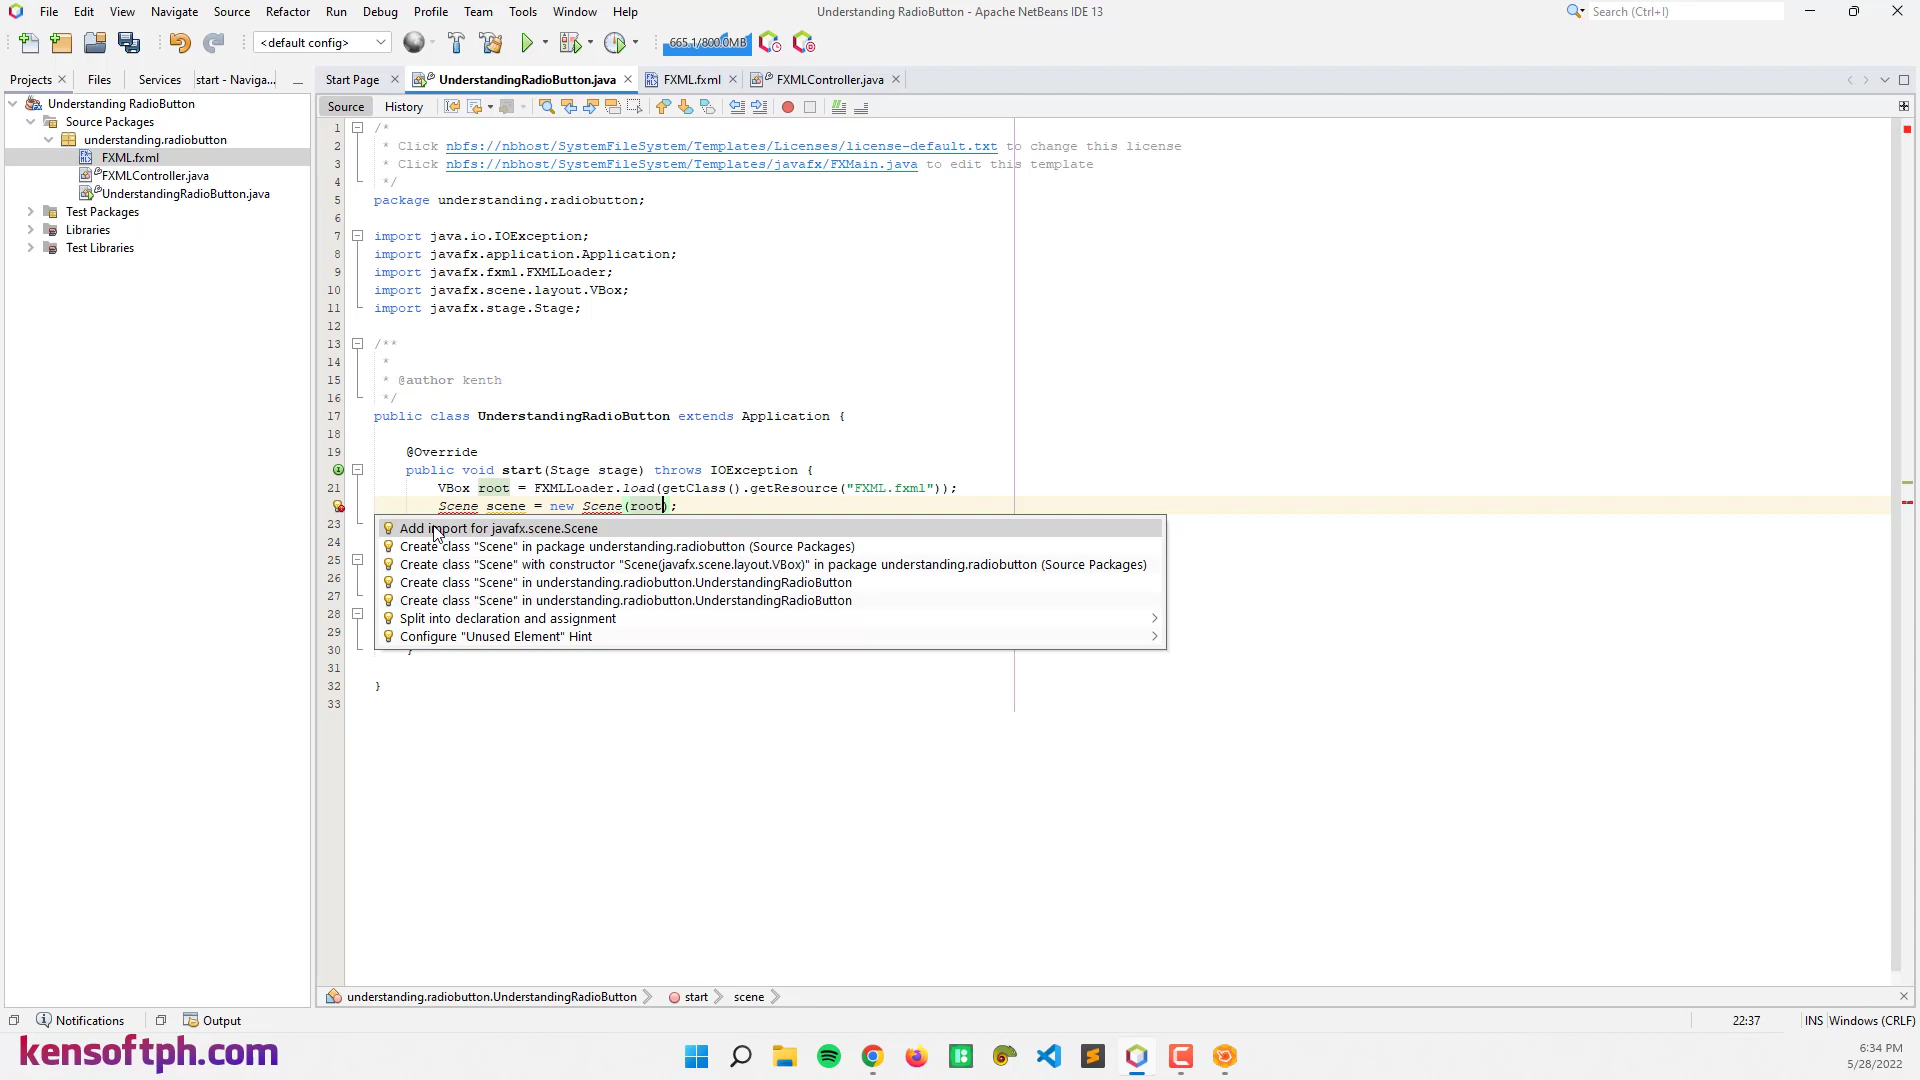 File Edit View Navigate Source Refactor Run Debug Profile Team Tools Window Help
Understanding RadioButton - Apache NetBeans IDE 13
Search (Ctrl+I)
<default config>
665.1/800.0MB
Projects Files Services start - Naviga...
Start Page UnderstandingRadioButton.java FXML.fxml FXMLController.java
Understanding RadioButton
Source Packages
understanding.radiobutton
FXML.fxml
FXMLController.java
UnderstandingRadioButton.java
Test Packages
Libraries
Test Libraries
Source History
1 /*
2 * Click nbfs://nbhost/SystemFileSystem/Templates/Licenses/license-default.txt to change this license
3 * Click nbfs://nbhost/SystemFileSystem/Templates/javafx/FXMain.java to edit this template
4 */
5 package understanding.radiobutton;
6
7 import java.io.IOException;
8 import javafx.application.Application;
9 import javafx.fxml.FXMLLoader;
10 import javafx.scene.layout.VBox;
11 import javafx.stage.Stage;
12
13 /**
14 *
15 * @author kenth
16 */
17 public class UnderstandingRadioButton extends Application {
18
19 @Override
public void start(Stage stage) throws IOException {
21 VBox root = FXMLLoader.load(getClass().getResource("FXML.fxml"));
Scene scene = new Scene(root);
23
24
25
26
27
28
29
30 }
31
32 }
33
Add import for javafx.scene.Scene
Create class "Scene" in package understanding.radiobutton (Source Packages)
Create class "Scene" with constructor "Scene(javafx.scene.layout.VBox)" in package understanding.radiobutton (Source Packages)
Create class "Scene" in understanding.radiobutton.UnderstandingRadioButton
Create class "Scene" in understanding.radiobutton.UnderstandingRadioButton
Split into declaration and assignment
Configure "Unused Element" Hint
understanding.radiobutton.UnderstandingRadioButton start scene
Notifications Output
22:37 INS Windows (CRLF)
kensoftph.com
6:34 PM
5/28/2022